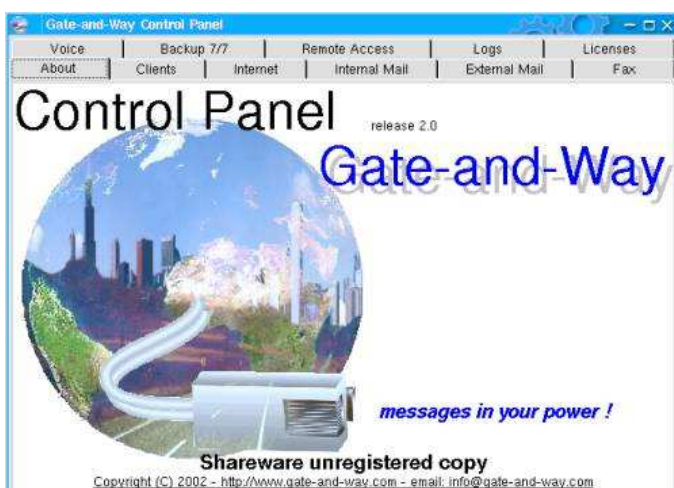 Gate-and-Way Control Panel
Voice Backup 7/7 Remote Access Logs Licenses
About Clients Internet Internal Mail External Mail Fax
Control Panel release 2.0
Gate-and-Way
messages in your power !
Shareware unregistered copy
Copyright (C) 2002 - http://www.gate-and-way.com - email: info@gate-and-way.com